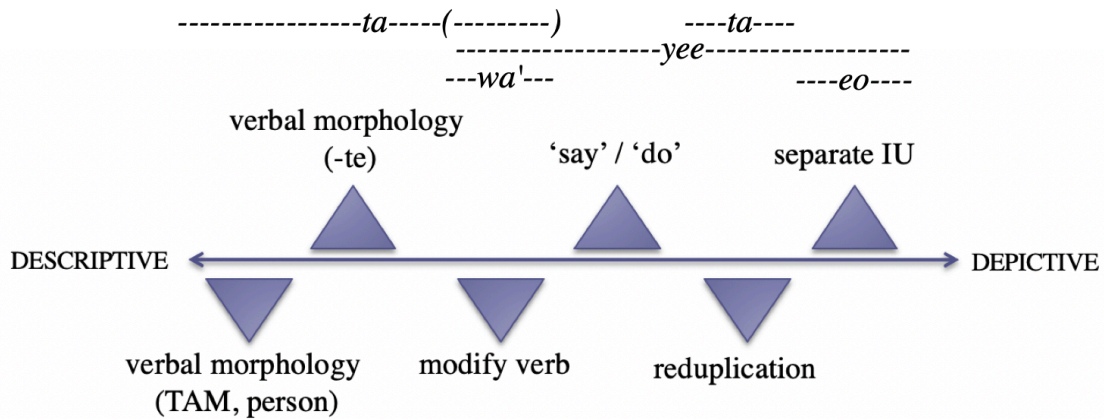 -----------------ta-----(---------) ----ta----
-------------------yee-------------------
---wa'--- ----eo----
verbal morphology
(-te)
‘say’ / ‘do’
separate IU
DESCRIPTIVE
DEPICTIVE
verbal morphology
(TAM, person)
modify verb
reduplication